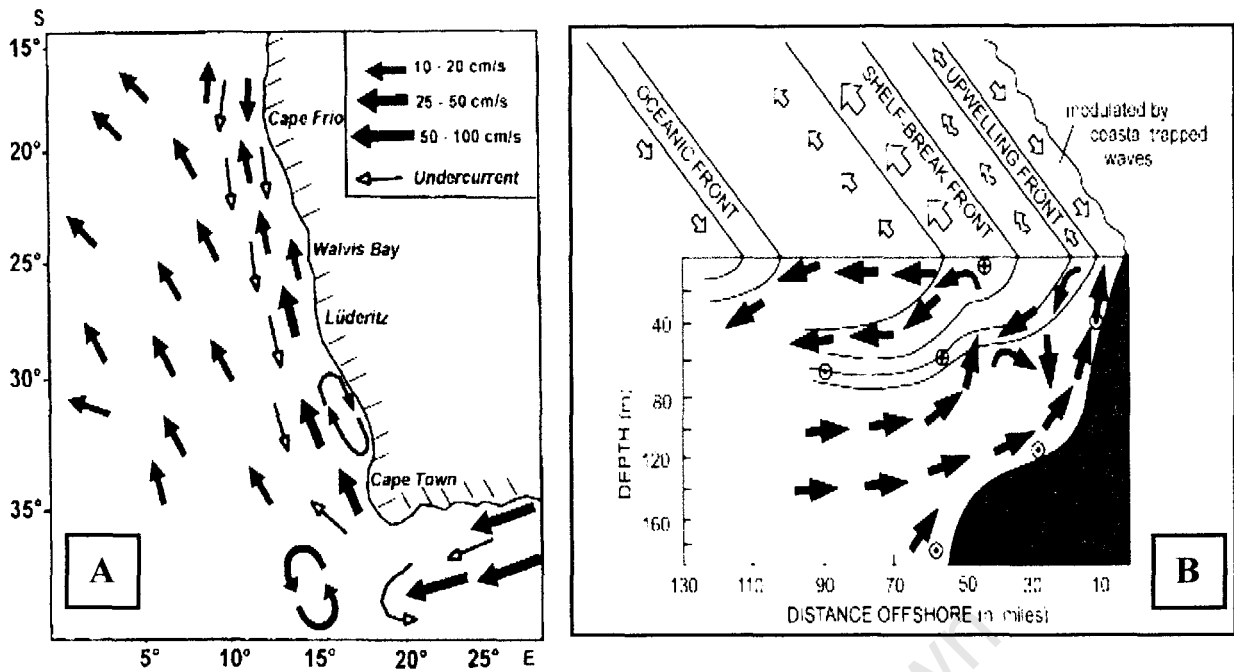 S
15°
20°
25°
30°
35°
10 - 20 cm/s
25 - 50 cm/s
50 - 100 cm/s
Undercurrent
Cape Frio
Walvis Bay
Lüderitz
Cape Town
A
5° 10° 15° 20° 25° E
OCEANIC FRONT
SHELF-BREAK FRONT
UPWELLING FRONT
modulated by
coastal trapped
waves
DEPTH (m)
40
80
120
160
130 110 90 70 50 30 10
DISTANCE OFFSHORE (n miles)
B